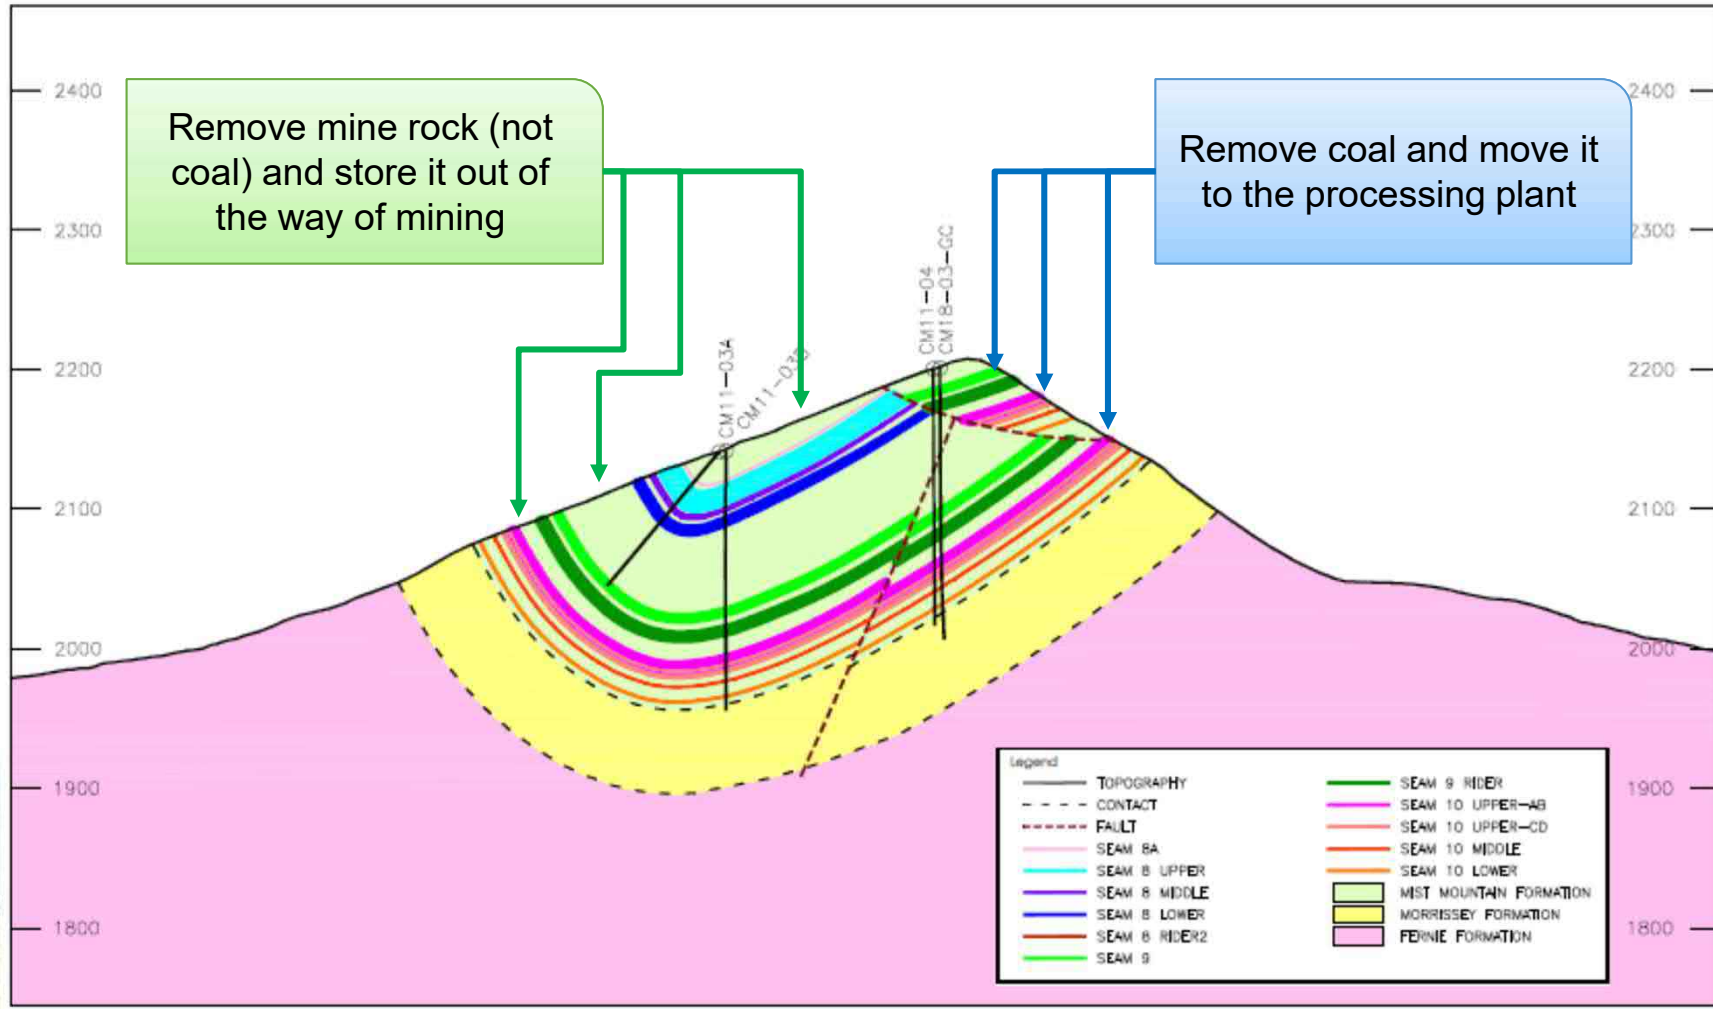 2400
2300
2200
2100
2000
1900
1800
Remove mine rock (not
coal) and store it out of
the way of mining
Remove coal and move it
to the processing plant
2400
2300
2200
2100
2000
1900
1800
CM11-03A
CM11-03B
CM11-04
CM18-03-GC
Legend
TOPOGRAPHY
CONTACT
FAULT
SEAM 8A
SEAM 8 UPPER
SEAM 8 MIDDLE
SEAM 8 LOWER
SEAM 8 RIDER2
SEAM 9
SEAM 9 RIDER
SEAM 10 UPPER-AB
SEAM 10 UPPER-CD
SEAM 10 MIDDLE
SEAM 10 LOWER
MIST MOUNTAIN FORMATION
MORRISSEY FORMATION
FERNIE FORMATION